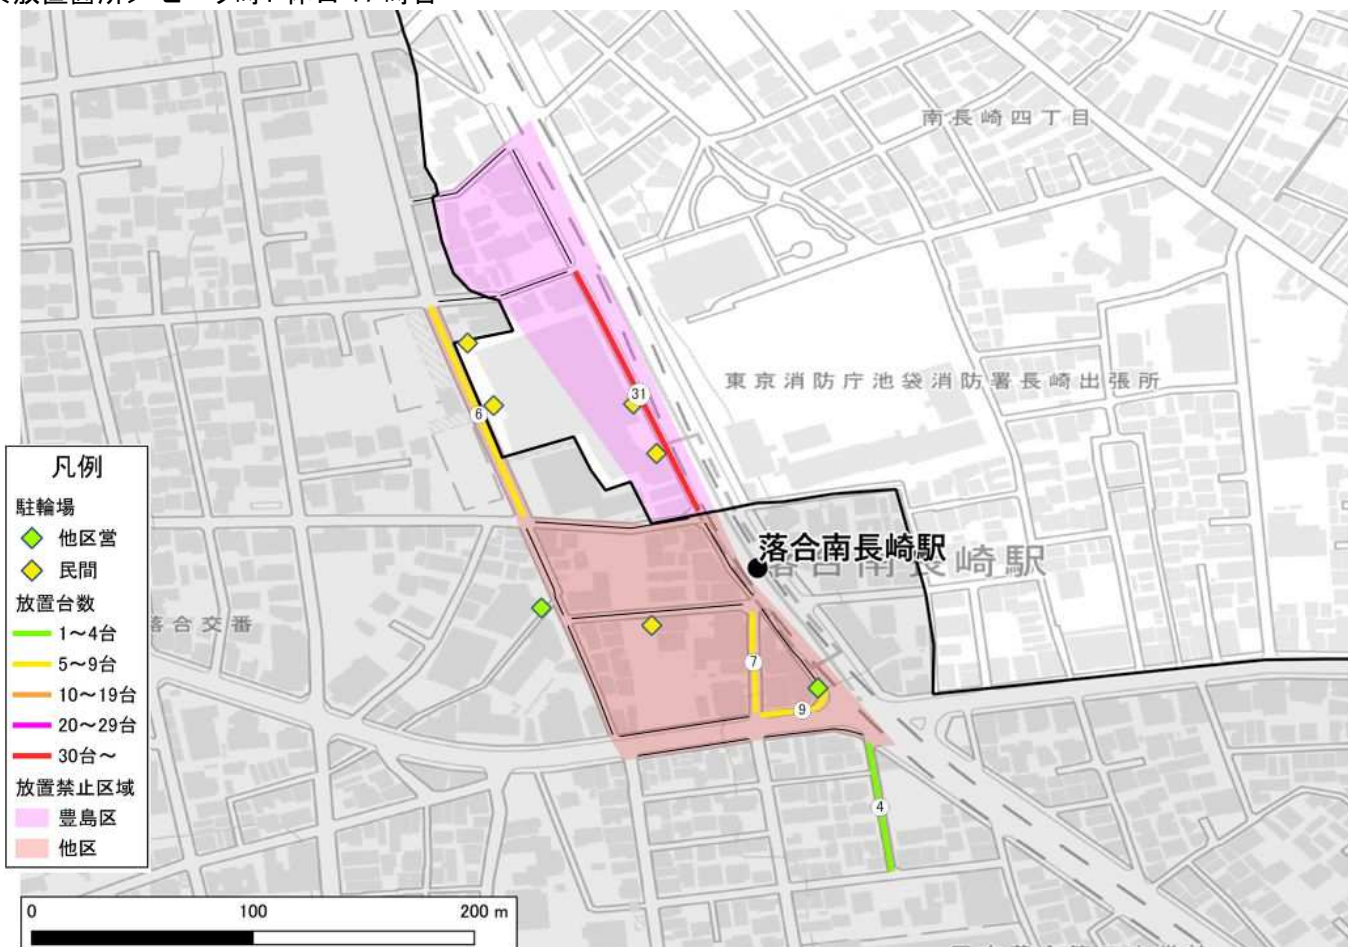 南長崎四丁目
東京消防庁池袋消防署長崎出張所
31
6
凡例
駐輪場
他区営
民間
放置台数
1～4台
5～9台
10～19台
20～29台
30台～
放置禁止区域
豊島区
他区
落合南長崎駅
落合南長崎駅
落合交番
7
9
4
0 100 200 m